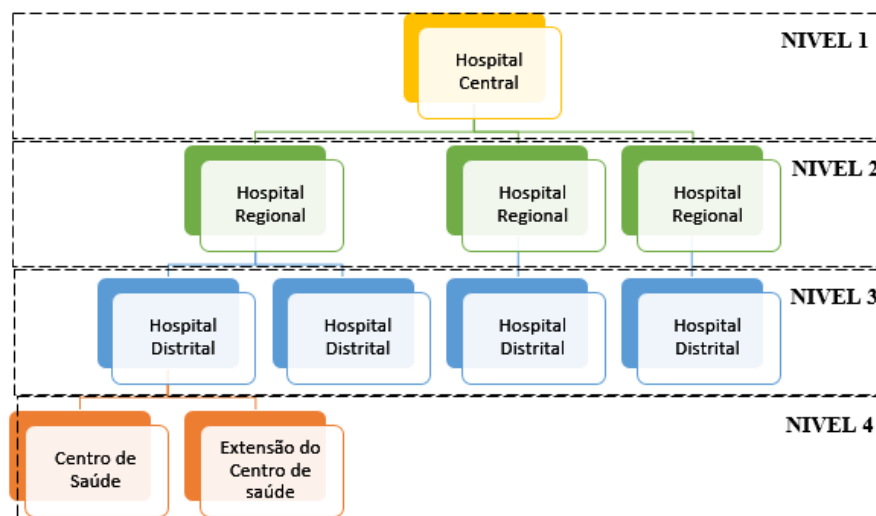 NIVEL 1
Hospital
Central
NIVEL 2
Hospital
Regional
Hospital
Regional
Hospital
Regional
NIVEL 3
Hospital
Distrital
Hospital
Distrital
Hospital
Distrital
Hospital
Distrital
NIVEL 4
Centro de
Saúde
Extensão do
Centro de
saúde